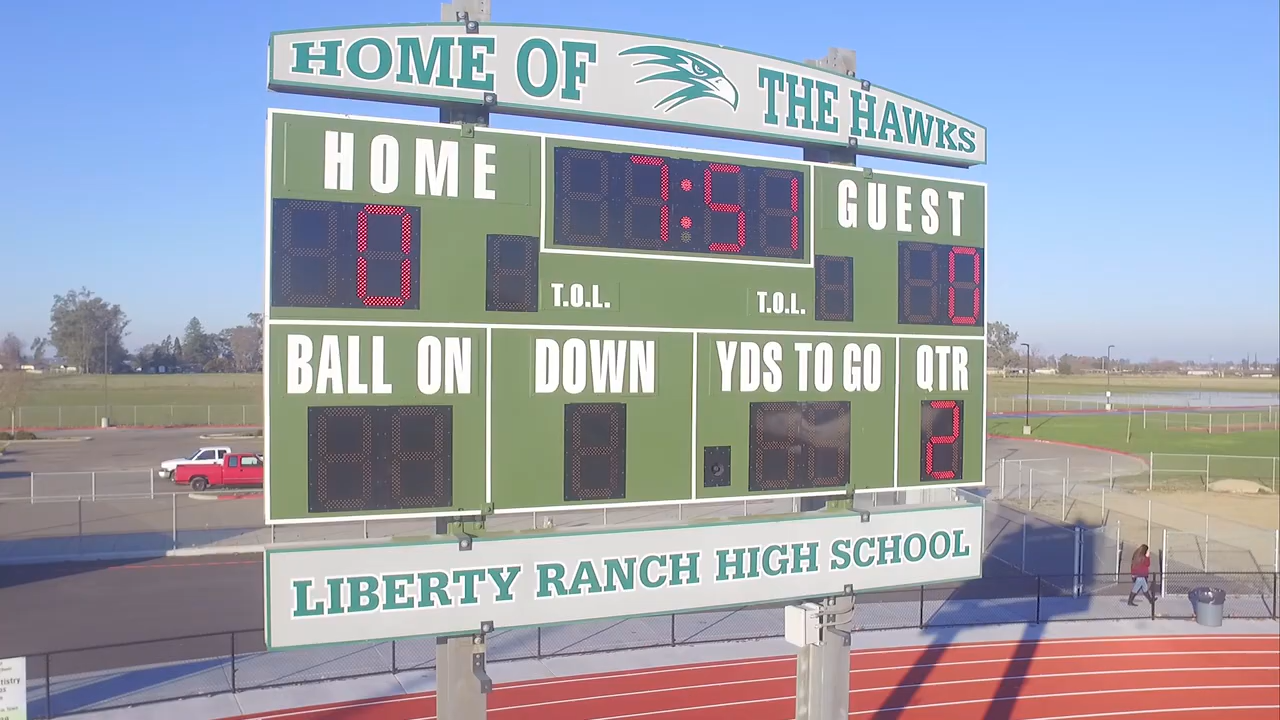 HOME OF THE HAWKS
HOME
7:51
GUEST
0
0
T.O.L.
T.O.L.
BALL ON
DOWN
YDS TO GO
QTR
2
LIBERTY RANCH HIGH SCHOOL